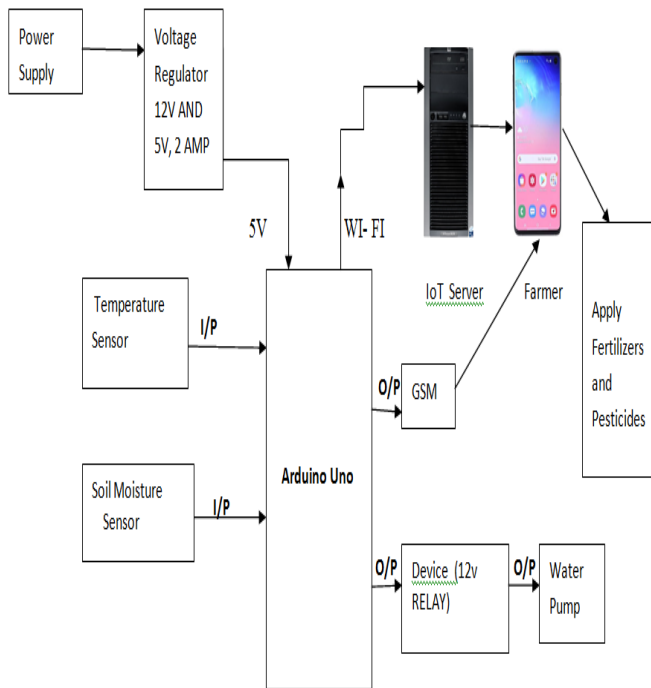 Power
Supply
Voltage
Regulator
12V AND
5V, 2 AMP
5V
WI- FI
IoT Server
Farmer
Temperature
Sensor
I/P
Soil Moisture
Sensor
I/P
Arduino Uno
O/P
GSM
Apply
Fertilizers
and
Pesticides
O/P
Device (12v
RELAY)
O/P
Water
Pump